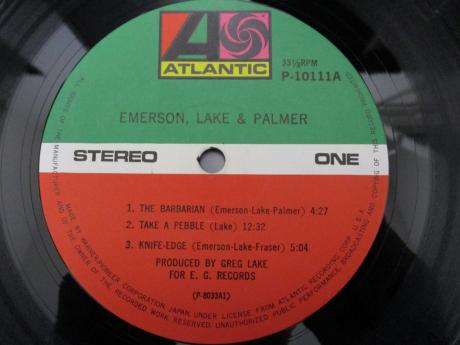 ATLANTIC
33⅓RPM
P-10111A
EMERSON, LAKE & PALMER
STEREO ONE
1. THE BARBARIAN (Emerson-Lake-Palmer) 4:27
2. TAKE A PEBBLE (Lake) 12:32
3. KNIFE-EDGE (Emerson-Lake-Fraser) 5:04
PRODUCED BY GREG LAKE
FOR E. G. RECORDS
(P-8033A1)
MADE BY WARNER-PIONEER CORPORATION, JAPAN, UNDER LICENSE FROM ATLANTIC RECORDING CORP., U.S.A.
ALL RIGHTS OF THE MANUFACTURER AND OF THE OWNER OF THE RECORDED WORK RESERVED. UNAUTHORIZED PUBLIC PERFORMANCE, BROADCASTING AND COPYING OF THIS RECORD PROHIBITED.